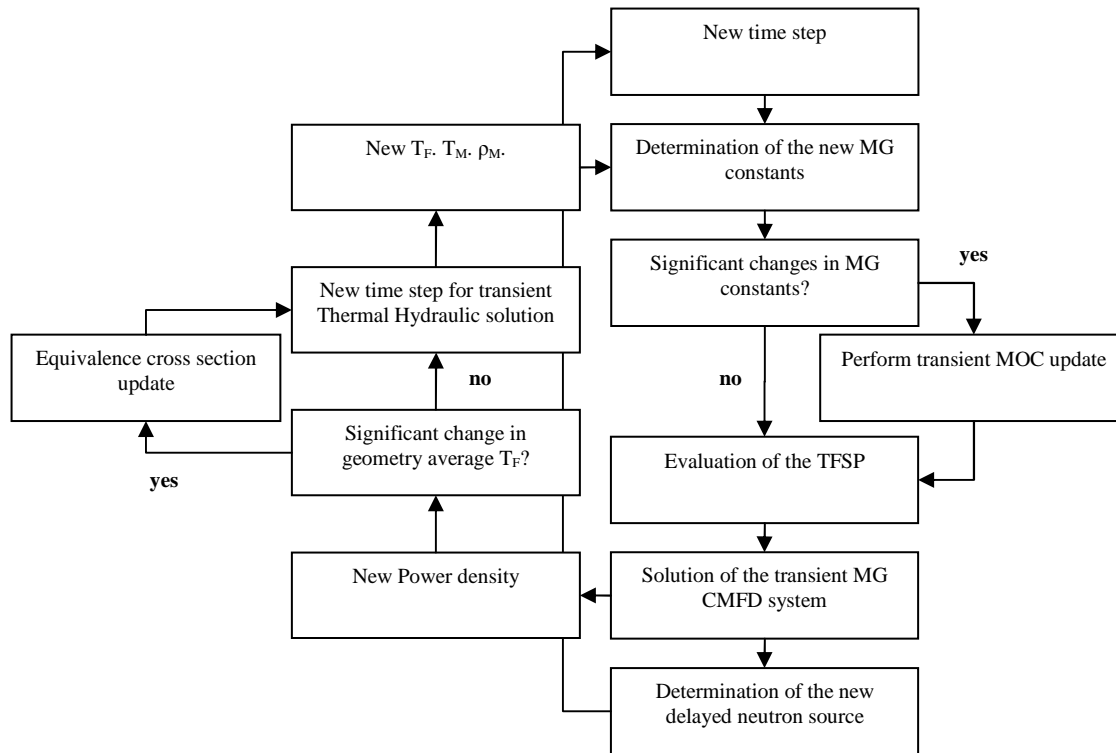 New time step
New T_F. T_M. ρ_M.
Determination of the new MG
constants
Significant changes in MG
constants?
yes
New time step for transient
Thermal Hydraulic solution
Equivalence cross section
update
Perform transient MOC update
no
no
Significant change in
geometry average T_F?
Evaluation of the TFSP
yes
New Power density
Solution of the transient MG
CMFD system
Determination of the new
delayed neutron source